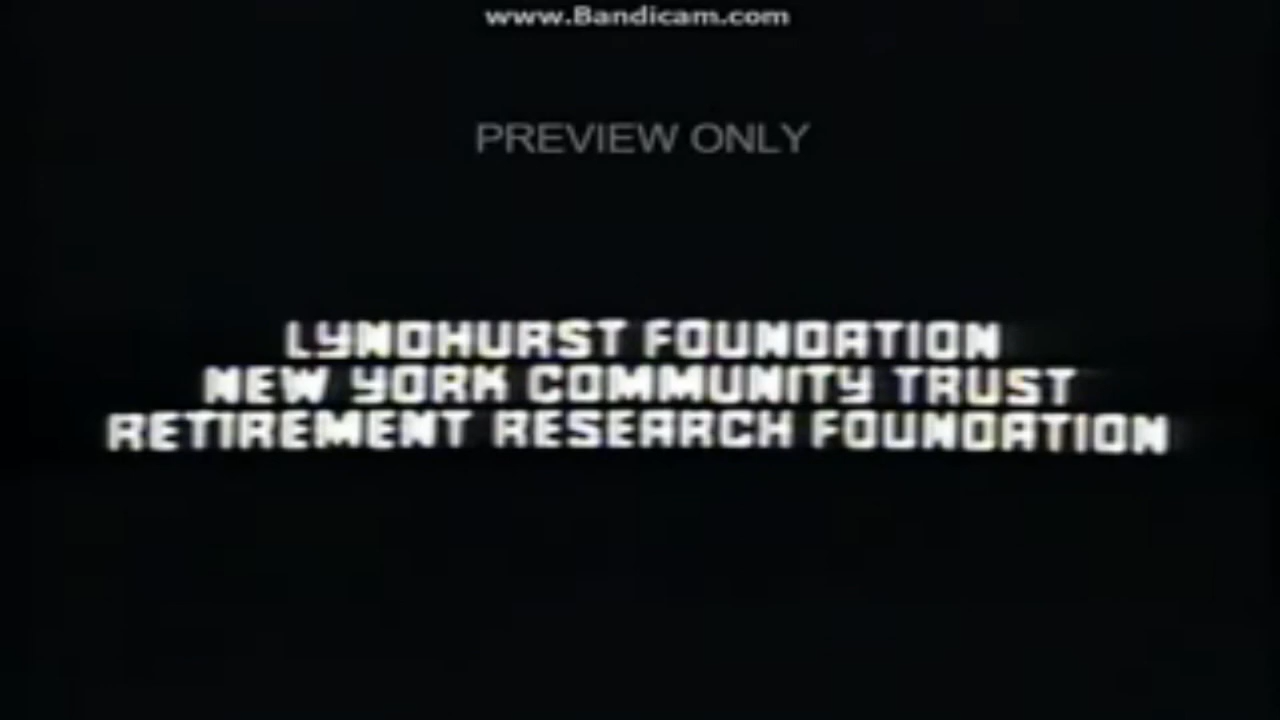 www.Bandicam.com
PREVIEW ONLY
LYNDHURST FOUNDATION
NEW YORK COMMUNITY TRUST
RETIREMENT RESEARCH FOUNDATION